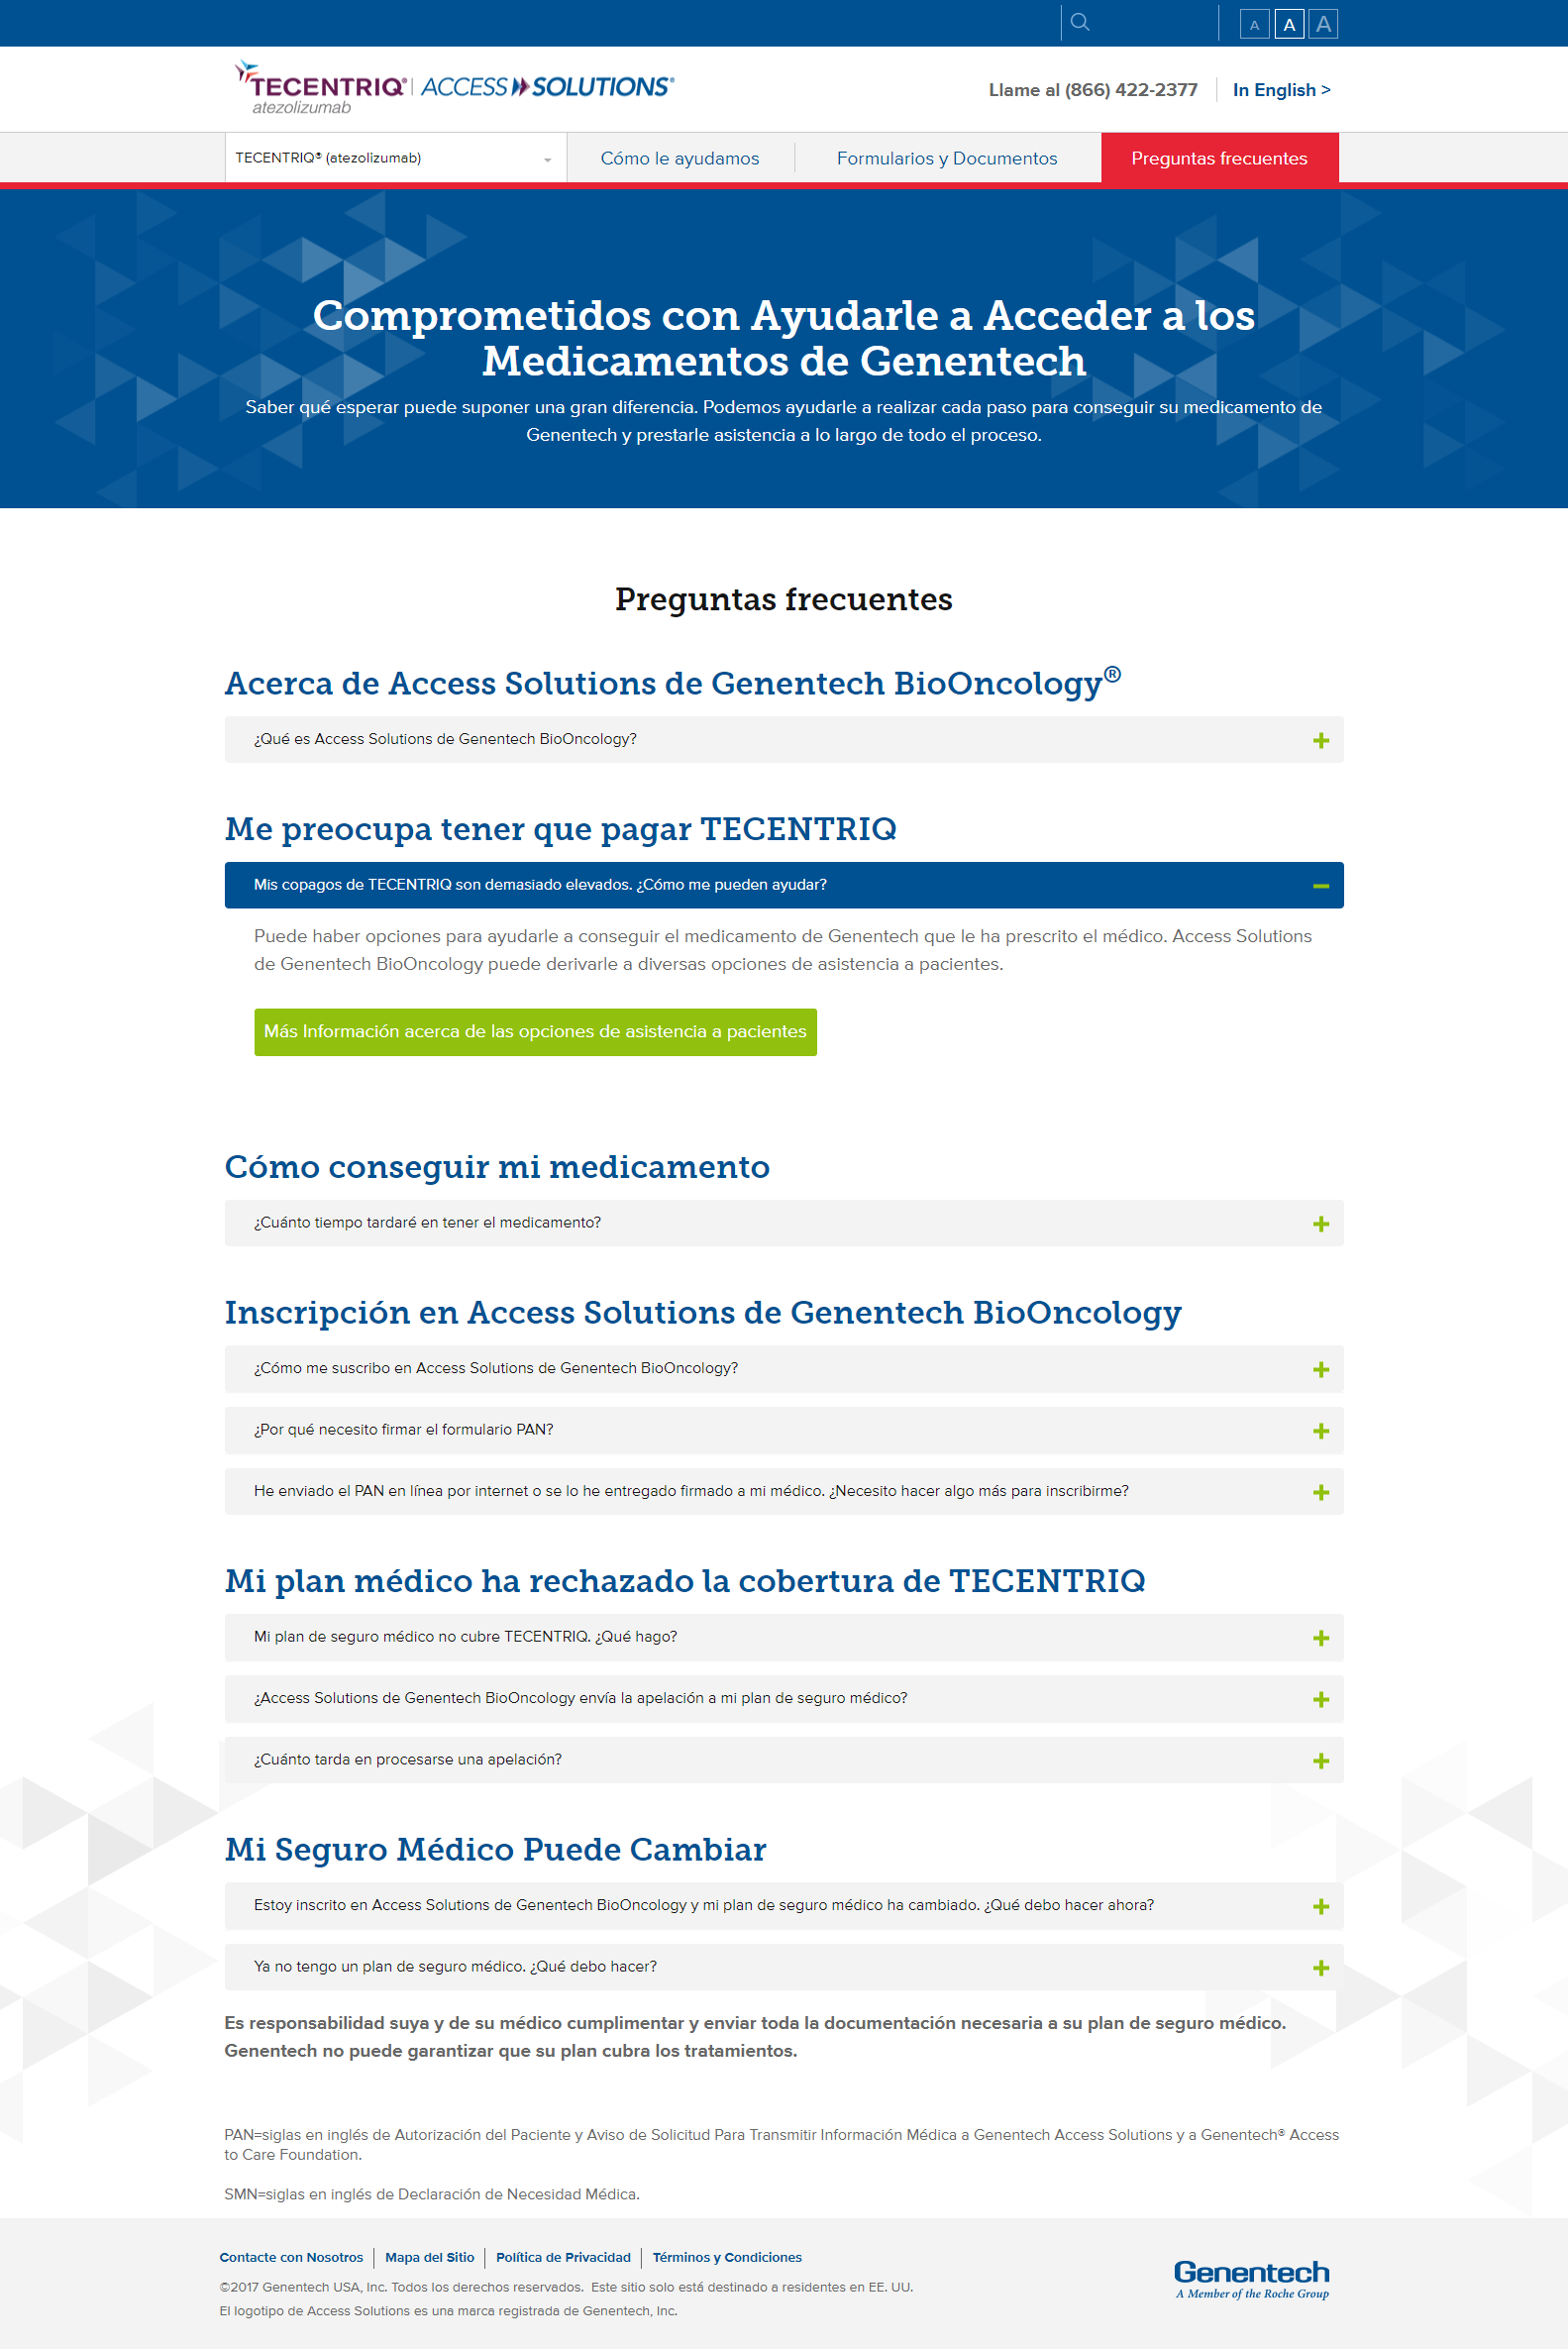 A A A
TECENTRIQ® | ACCESS SOLUTIONS®
atezolizumab
Llame al (866) 422-2377
In English >
TECENTRIQ® (atezolizumab)
Cómo le ayudamos
Formularios y Documentos
Preguntas frecuentes
Comprometidos con Ayudarle a Acceder a los
Medicamentos de Genentech
Saber qué esperar puede suponer una gran diferencia. Podemos ayudarle a realizar cada paso para conseguir su medicamento de
Genentech y prestarle asistencia a lo largo de todo el proceso.
Preguntas frecuentes
Acerca de Access Solutions de Genentech BioOncology®
¿Qué es Access Solutions de Genentech BioOncology?
Me preocupa tener que pagar TECENTRIQ
Mis copagos de TECENTRIQ son demasiado elevados. ¿Cómo me pueden ayudar?
Puede haber opciones para ayudarle a conseguir el medicamento de Genentech que le ha prescrito el médico. Access Solutions
de Genentech BioOncology puede derivarle a diversas opciones de asistencia a pacientes.
Más Información acerca de las opciones de asistencia a pacientes
Cómo conseguir mi medicamento
¿Cuánto tiempo tardaré en tener el medicamento?
Inscripción en Access Solutions de Genentech BioOncology
¿Cómo me suscribo en Access Solutions de Genentech BioOncology?
¿Por qué necesito firmar el formulario PAN?
He enviado el PAN en línea por internet o se lo he entregado firmado a mi médico. ¿Necesito hacer algo más para inscribirme?
Mi plan médico ha rechazado la cobertura de TECENTRIQ
Mi plan de seguro médico no cubre TECENTRIQ. ¿Qué hago?
¿Access Solutions de Genentech BioOncology envía la apelación a mi plan de seguro médico?
¿Cuánto tarda en procesarse una apelación?
Mi Seguro Médico Puede Cambiar
Estoy inscrito en Access Solutions de Genentech BioOncology y mi plan de seguro médico ha cambiado. ¿Qué debo hacer ahora?
Ya no tengo un plan de seguro médico. ¿Qué debo hacer?
Es responsabilidad suya y de su médico cumplimentar y enviar toda la documentación necesaria a su plan de seguro médico.
Genentech no puede garantizar que su plan cubra los tratamientos.
PAN=siglas en inglés de Autorización del Paciente y Aviso de Solicitud Para Transmitir Información Médica a Genentech Access Solutions y a Genentech® Access
to Care Foundation.
SMN=siglas en inglés de Declaración de Necesidad Médica.
Contacte con Nosotros | Mapa del Sitio | Política de Privacidad | Términos y Condiciones
©2017 Genentech USA, Inc. Todos los derechos reservados. Este sitio solo está destinado a residentes en EE. UU.
El logotipo de Access Solutions es una marca registrada de Genentech, Inc.
Genentech
A Member of the Roche Group